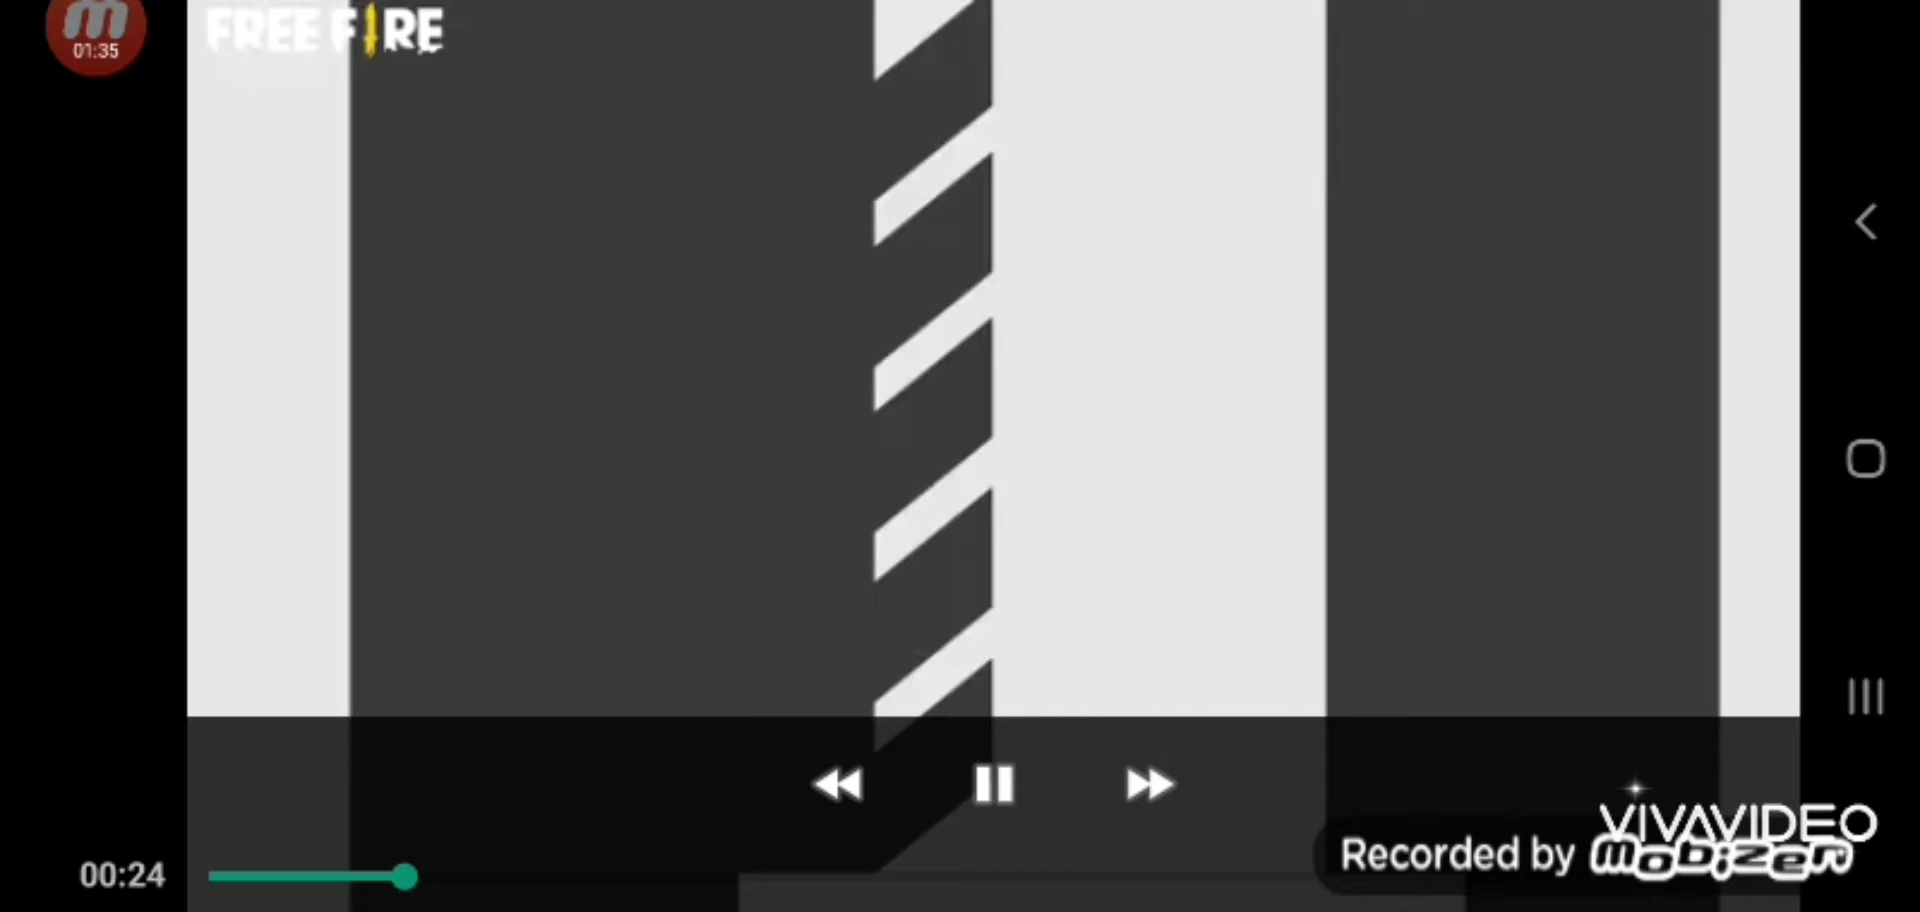 01:35
FREE FIRE
VIVAVIDEO
Recorded by mobizen
00:24